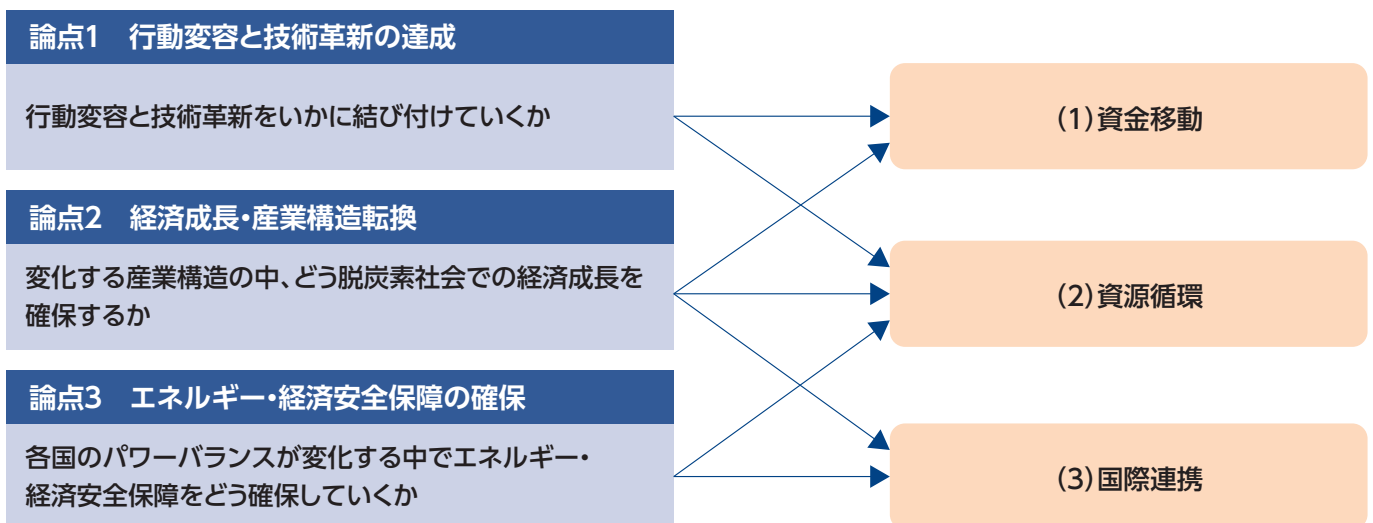 論点1　行動変容と技術革新の達成
行動変容と技術革新をいかに結び付けていくか
論点2　経済成長・産業構造転換
変化する産業構造の中、どう脱炭素社会での経済成長を
確保するか
論点3　エネルギー・経済安全保障の確保
各国のパワーバランスが変化する中でエネルギー・
経済安全保障をどう確保していくか
(1)資金移動
(2)資源循環
(3)国際連携